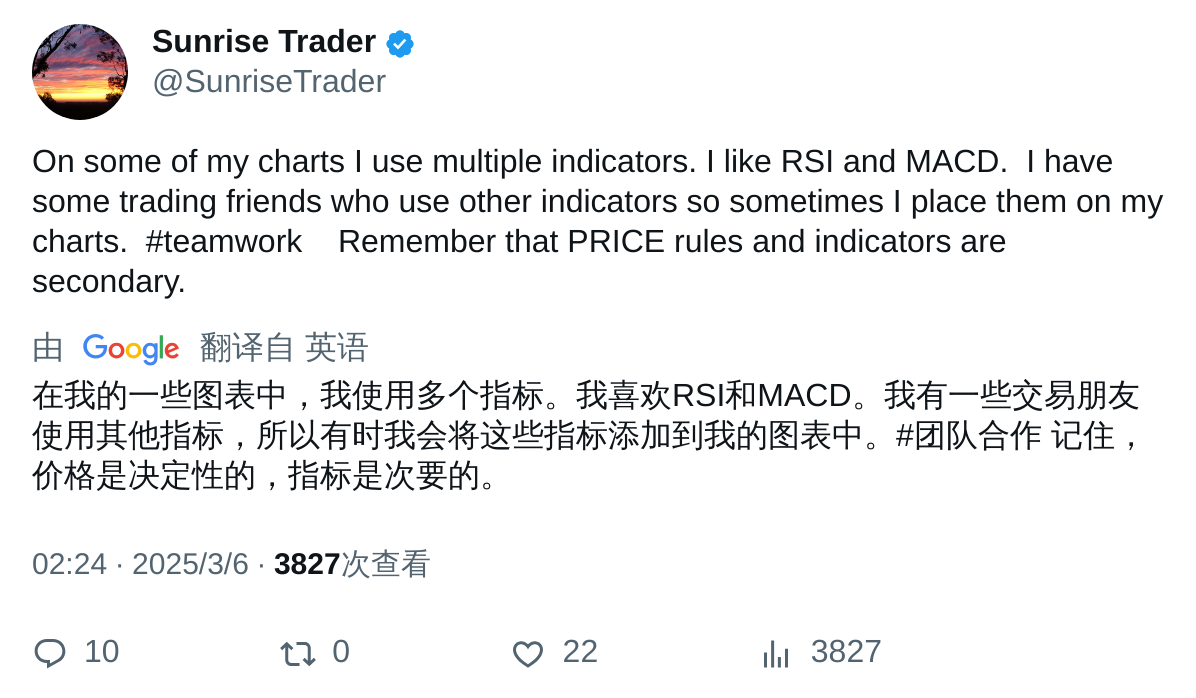 Sunrise Trader
@SunriseTrader
On some of my charts I use multiple indicators. I like RSI and MACD.  I have
some trading friends who use other indicators so sometimes I place them on my
charts.  #teamwork    Remember that PRICE rules and indicators are
secondary.
由 Google 翻译自 英语
在我的一些图表中，我使用多个指标。我喜欢RSI和MACD。我有一些交易朋友
使用其他指标，所以有时我会将这些指标添加到我的图表中。#团队合作 记住，
价格是决定性的，指标是次要的。
02:24 · 2025/3/6 · 3827次查看
10 0 22 3827